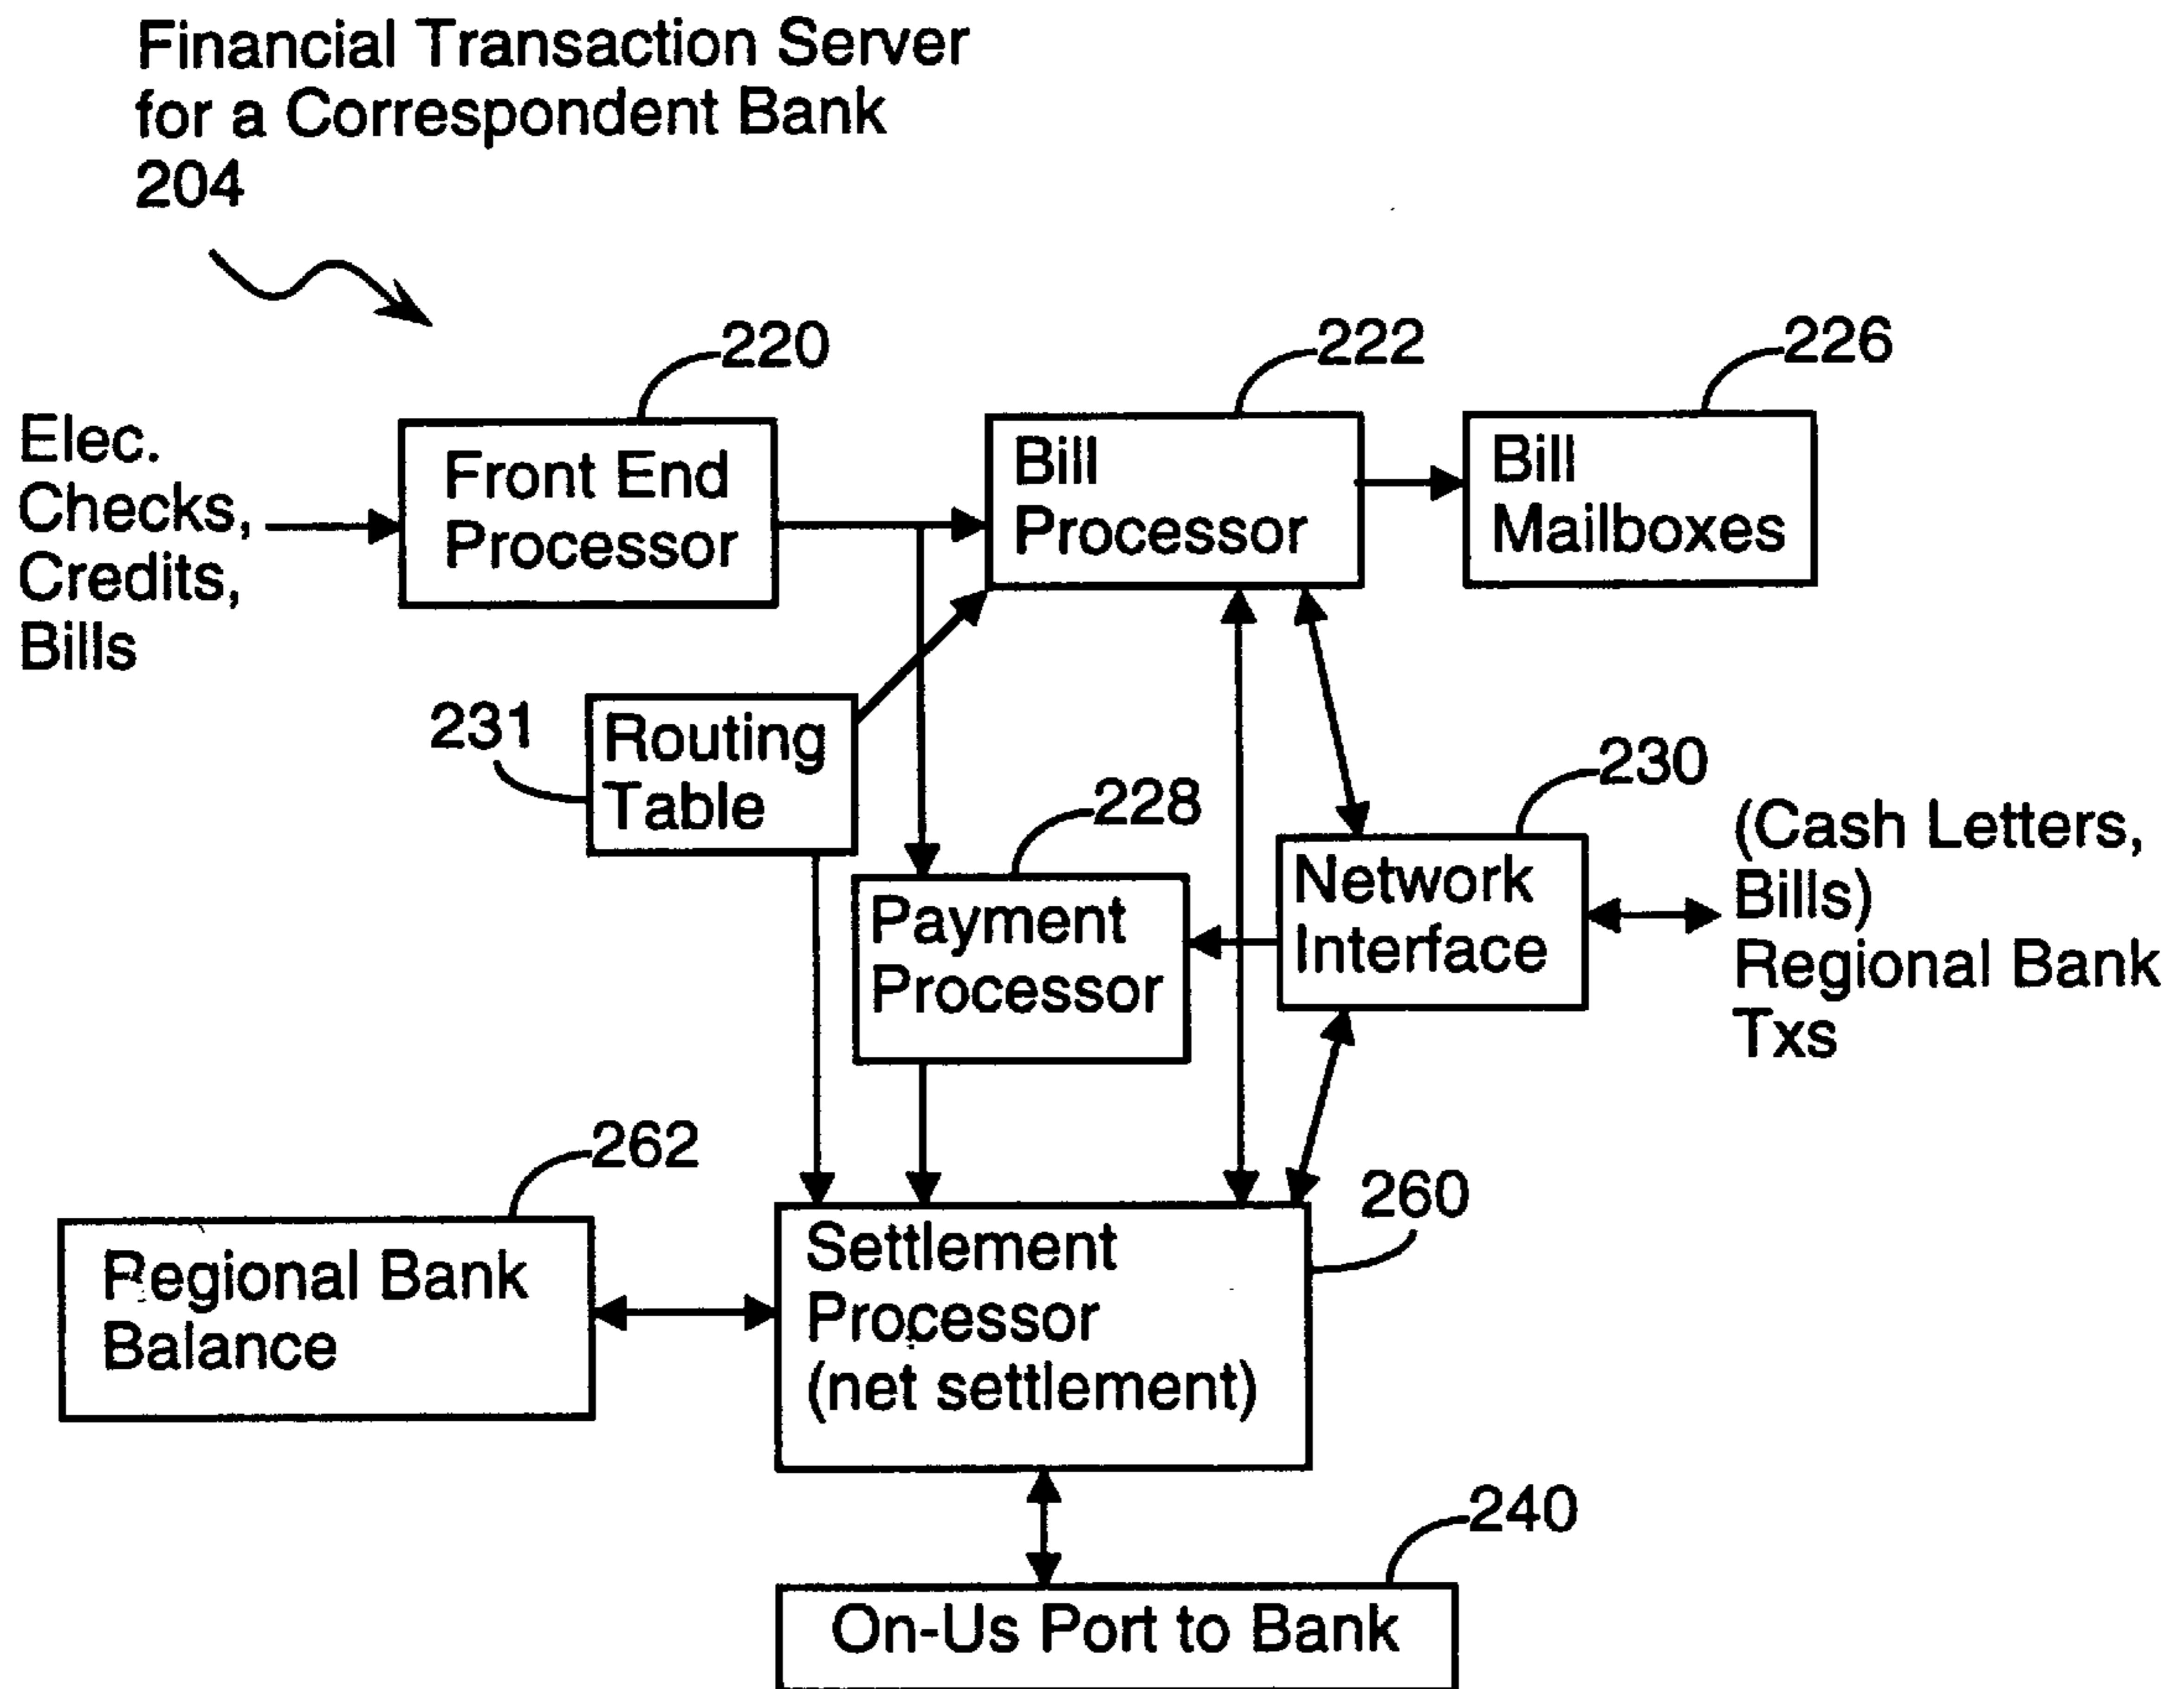 Financial Transaction Server
for a Correspondent Bank
204
220
222
226
Elec.
Checks,
Credits,
Bills
Front End
Processor
Bill
Processor
Bill
Mailboxes
231
Routing
Table
228
230
Payment
Processor
Network
Interface
(Cash Letters,
Bills)
Regional Bank
Txs
262
260
Regional Bank
Balance
Settlement
Processor
(net settlement)
240
On-Us Port to Bank